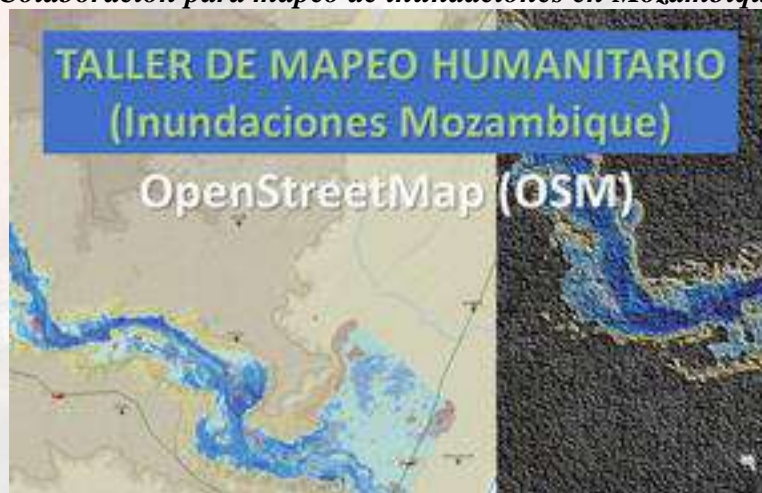 Colaboración para mapeo de inundaciones en Mozambique
TALLER DE MAPEO HUMANITARIO
(Inundaciones Mozambique)
OpenStreetMap (OSM)